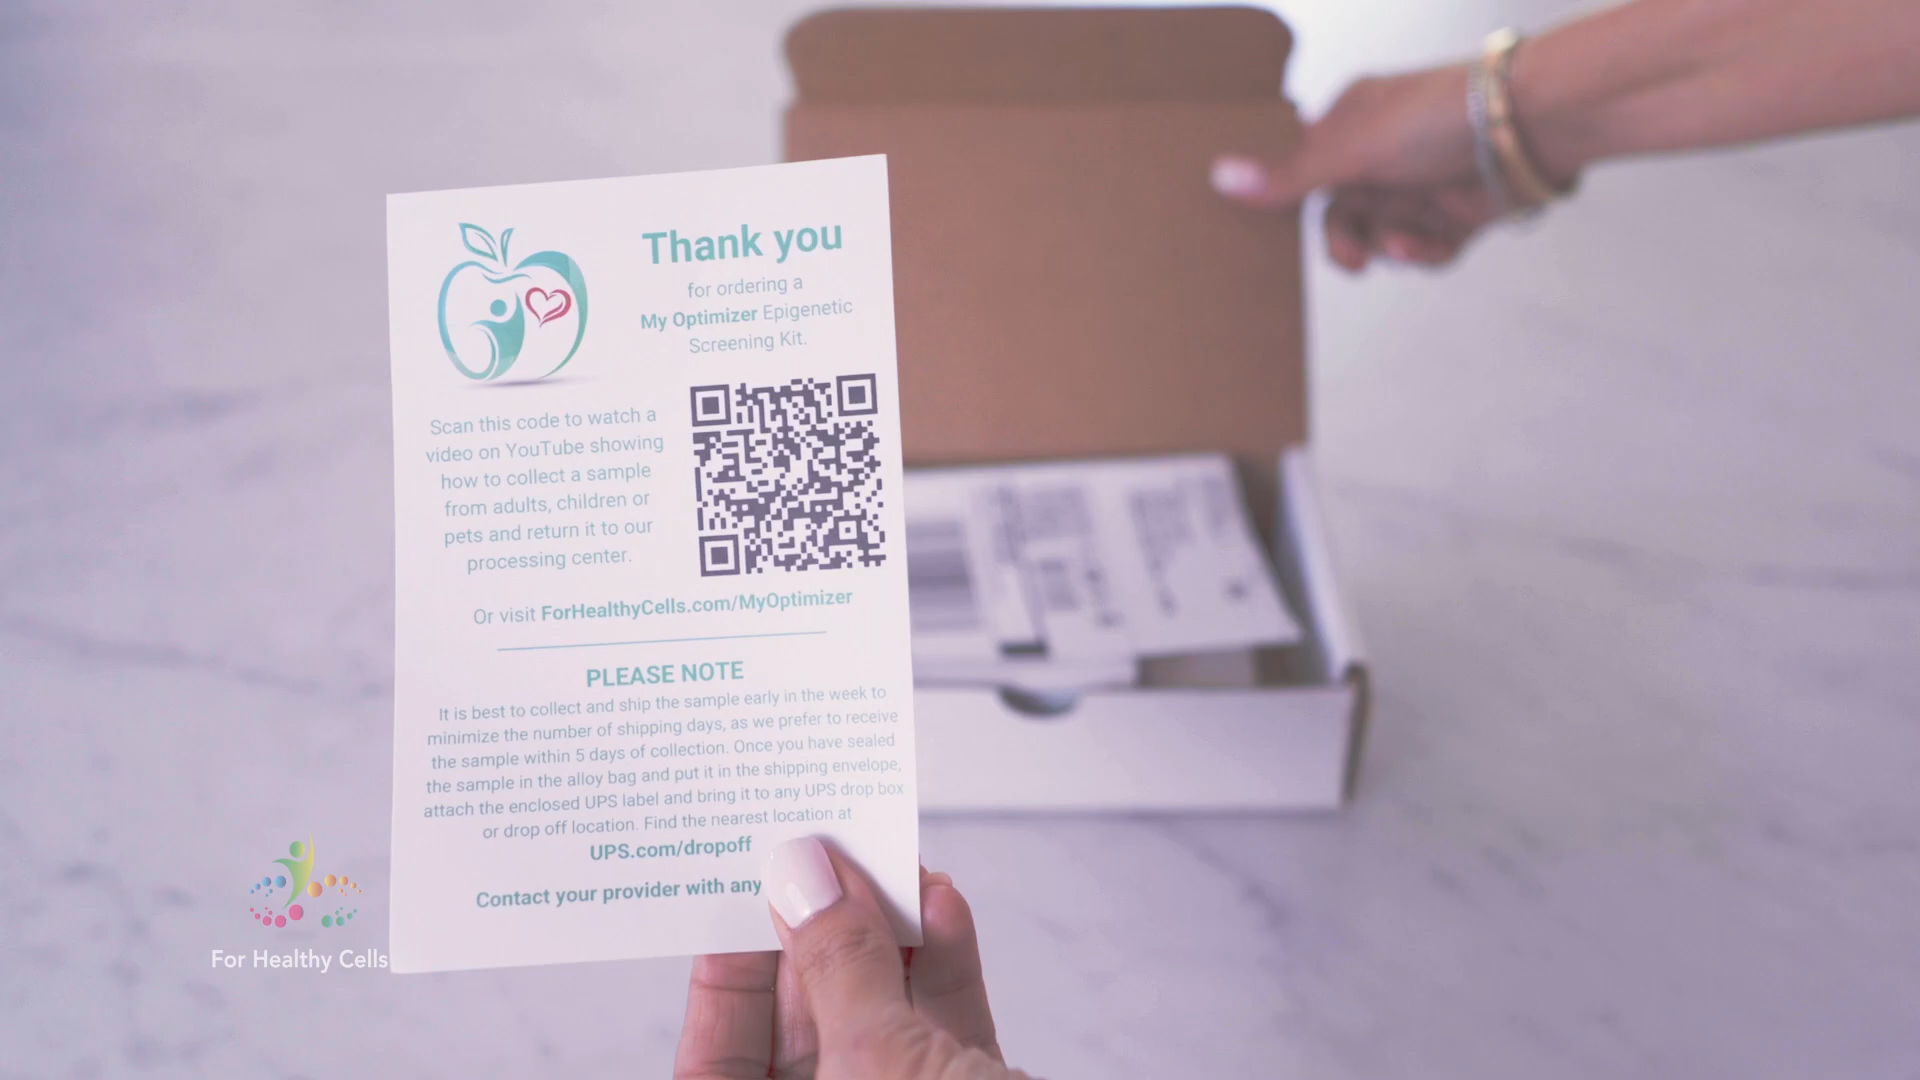 Thank you
for ordering a
My Optimizer Epigenetic
Screening Kit.
Scan this code to watch a
video on YouTube showing
how to collect a sample
from adults, children or
pets and return it to our
processing center.
Or visit ForHealthyCells.com/MyOptimizer
PLEASE NOTE
It is best to collect and ship the sample early in the week to
minimize the number of shipping days, as we prefer to receive
the sample within 5 days of collection. Once you have sealed
the sample in the alloy bag and put it in the shipping envelope,
attach the enclosed UPS label and bring it to any UPS drop box
or drop off location. Find the nearest location at
UPS.com/dropoff
Contact your provider with any
For Healthy Cells